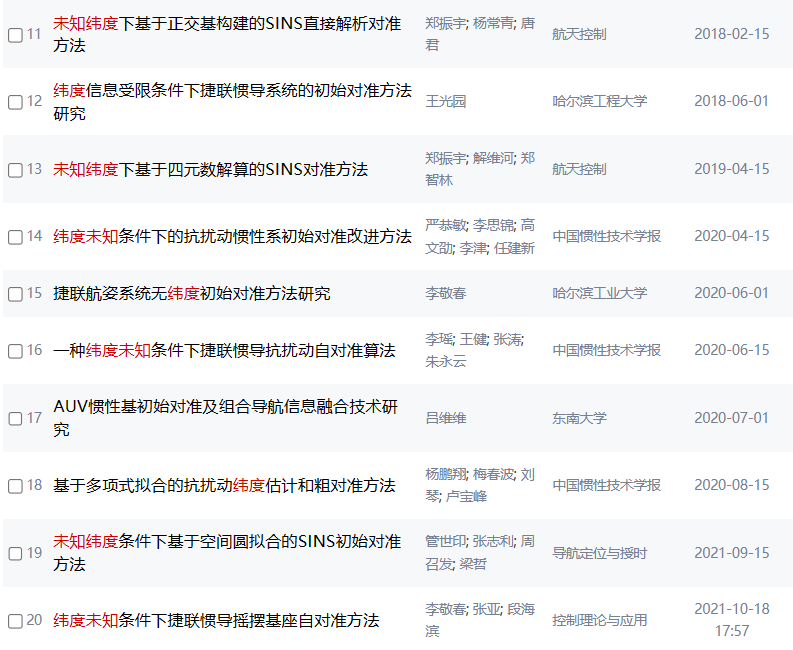 11 未知纬度下基于正交基构建的SINS直接解析对准方法 郑振宇; 杨常青; 唐君 航天控制 2018-02-15
12 纬度信息受限条件下捷联惯导系统的初始对准方法研究 王光园 哈尔滨工程大学 2018-06-01
13 未知纬度下基于四元数解算的SINS对准方法 郑振宇; 解维河; 郑智林 航天控制 2019-04-15
14 纬度未知条件下的抗扰动惯性系初始对准改进方法 严恭敏; 李思锦; 高文劭; 李津; 任建新 中国惯性技术学报 2020-04-15
15 捷联航姿系统无纬度初始对准方法研究 李敬春 哈尔滨工业大学 2020-06-01
16 一种纬度未知条件下捷联惯导抗扰动自对准算法 李瑶; 王健; 张涛; 朱永云 中国惯性技术学报 2020-06-15
17 AUV惯性基初始对准及组合导航信息融合技术研究 吕维维 东南大学 2020-07-01
18 基于多项式拟合的抗扰动纬度估计和粗对准方法 杨鹏翔; 梅春波; 刘琴; 卢宝峰 中国惯性技术学报 2020-08-15
19 未知纬度条件下基于空间圆拟合的SINS初始对准方法 管世印; 张志利; 周召发; 梁哲 导航定位与授时 2021-09-15
20 纬度未知条件下捷联惯导摇摆基座自对准方法 李敬春; 张亚; 段海滨 控制理论与应用 2021-10-18 17:57